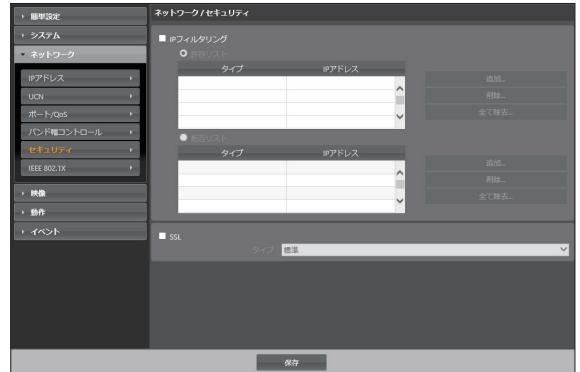 簡単設定
システム
ネットワーク
IPアドレス
UCN
ポート/QoS
バンド幅コントロール
セキュリティ
IEEE 802.1X
映像
動作
イベント
ネットワーク / セキュリティ
IPフィルタリング
許容リスト
タイプ IPアドレス
追加...
削除...
全て除去...
拒否リスト
タイプ IPアドレス
追加...
削除...
全て除去...
SSL
タイプ 標準
保存